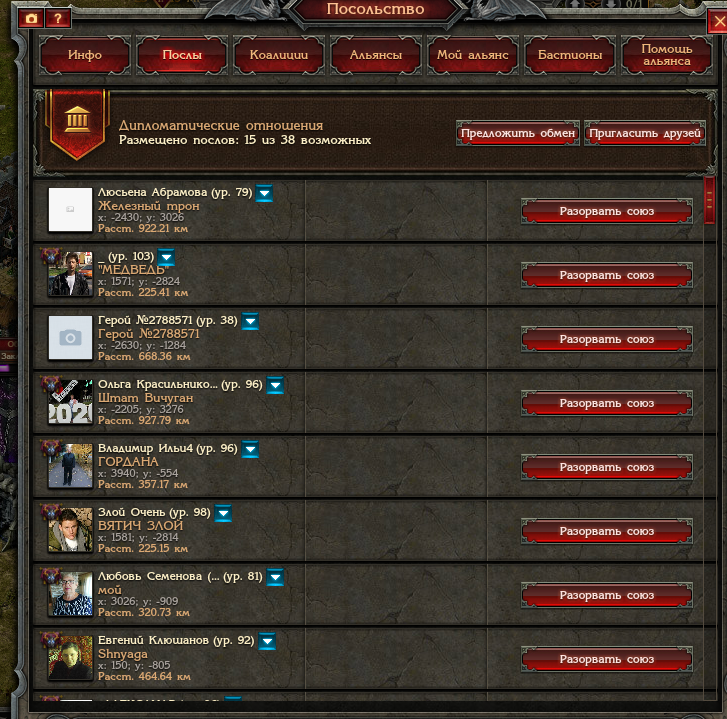 Посольство
?
Инфо
Послы
Коалиции
Альянсы
Мой альянс
Бастионы
Помощь
альянса
Дипломатические отношения
Размещено послов: 15 из 38 возможных
Предложить обмен
Пригласить друзей
Люсьена Абрамова (ур. 79)
Железный трон
x: -2430; y: 3026
Расст. 922.21 км
Разорвать союз
_ (ур. 103)
"МЕДВЕДЬ"
x: 1571; y: -2824
Расст. 225.41 км
Разорвать союз
Герой №2788571 (ур. 38)
Герой №2788571
x: -2630; y: -1284
Расст. 668.36 км
Разорвать союз
Ольга Красильнико... (ур. 96)
Штат Вичуган
x: -2205; y: 3276
Расст. 927.79 км
Разорвать союз
Владимир Ильи4 (ур. 96)
ГОРДАНА
x: 3940; y: -554
Расст. 357.17 км
Разорвать союз
Злой Очень (ур. 98)
ВЯТИЧ ЗЛОЙ
x: 1581; y: -2814
Расст. 225.15 км
Разорвать союз
Любовь Семенова (... (ур. 81)
мой
x: 3026; y: -909
Расст. 320.73 км
Разорвать союз
Евгений Клюшанов (ур. 92)
Shnyaga
x: 150; y: -805
Расст. 464.64 км
Разорвать союз